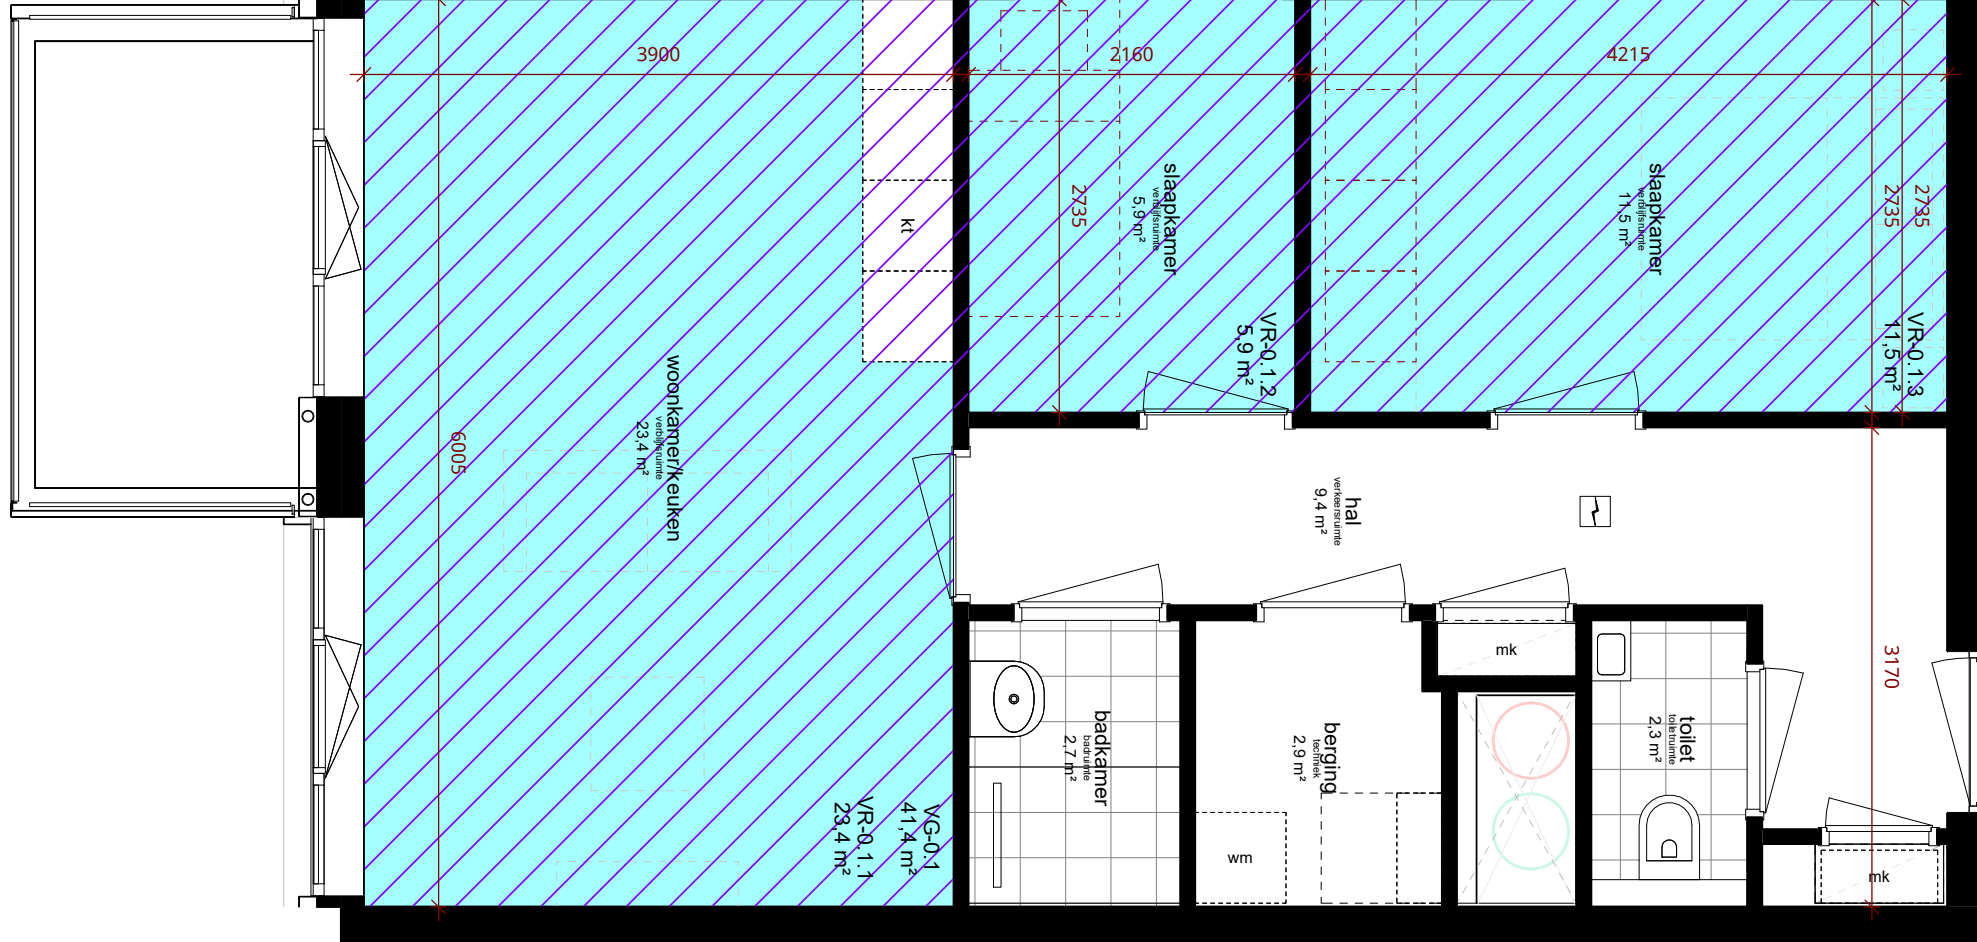 3900
2160
4215
2735
2735
2735
kt
slaapkamer
verblijfsruimte
5,9 m²
slaapkamer
verblijfsruimte
11,5 m²
VR-0.1.2
5,9 m²
VR-0.1.3
11,5 m²
woonkamer/keuken
verblijfsruimte
23,4 m²
6005
hal
verkeersruimte
9,4 m²
mk
3170
badkamer
badruimte
2,7 m²
berging
techniek
2,9 m²
toilet
toiletruimte
2,3 m²
VG-0.1
41,4 m²
VR-0.1.1
23,4 m²
wm
mk